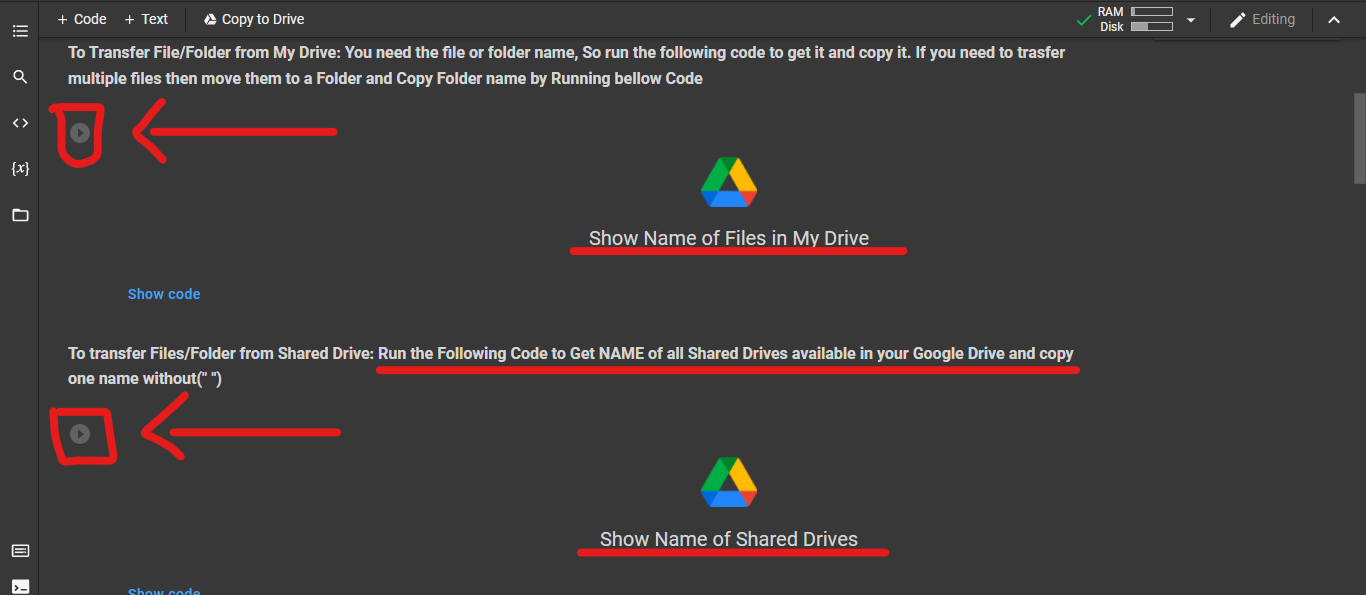 + Code + Text Copy to Drive RAM Disk Editing
To Transfer File/Folder from My Drive: You need the file or folder name, So run the following code to get it and copy it. If you need to trasfer
multiple files then move them to a Folder and Copy Folder name by Running bellow Code
{x}
Show Name of Files in My Drive
Show code
To transfer Files/Folder from Shared Drive: Run the Following Code to Get NAME of all Shared Drives available in your Google Drive and copy
one name without(" ")
Show Name of Shared Drives
Show code